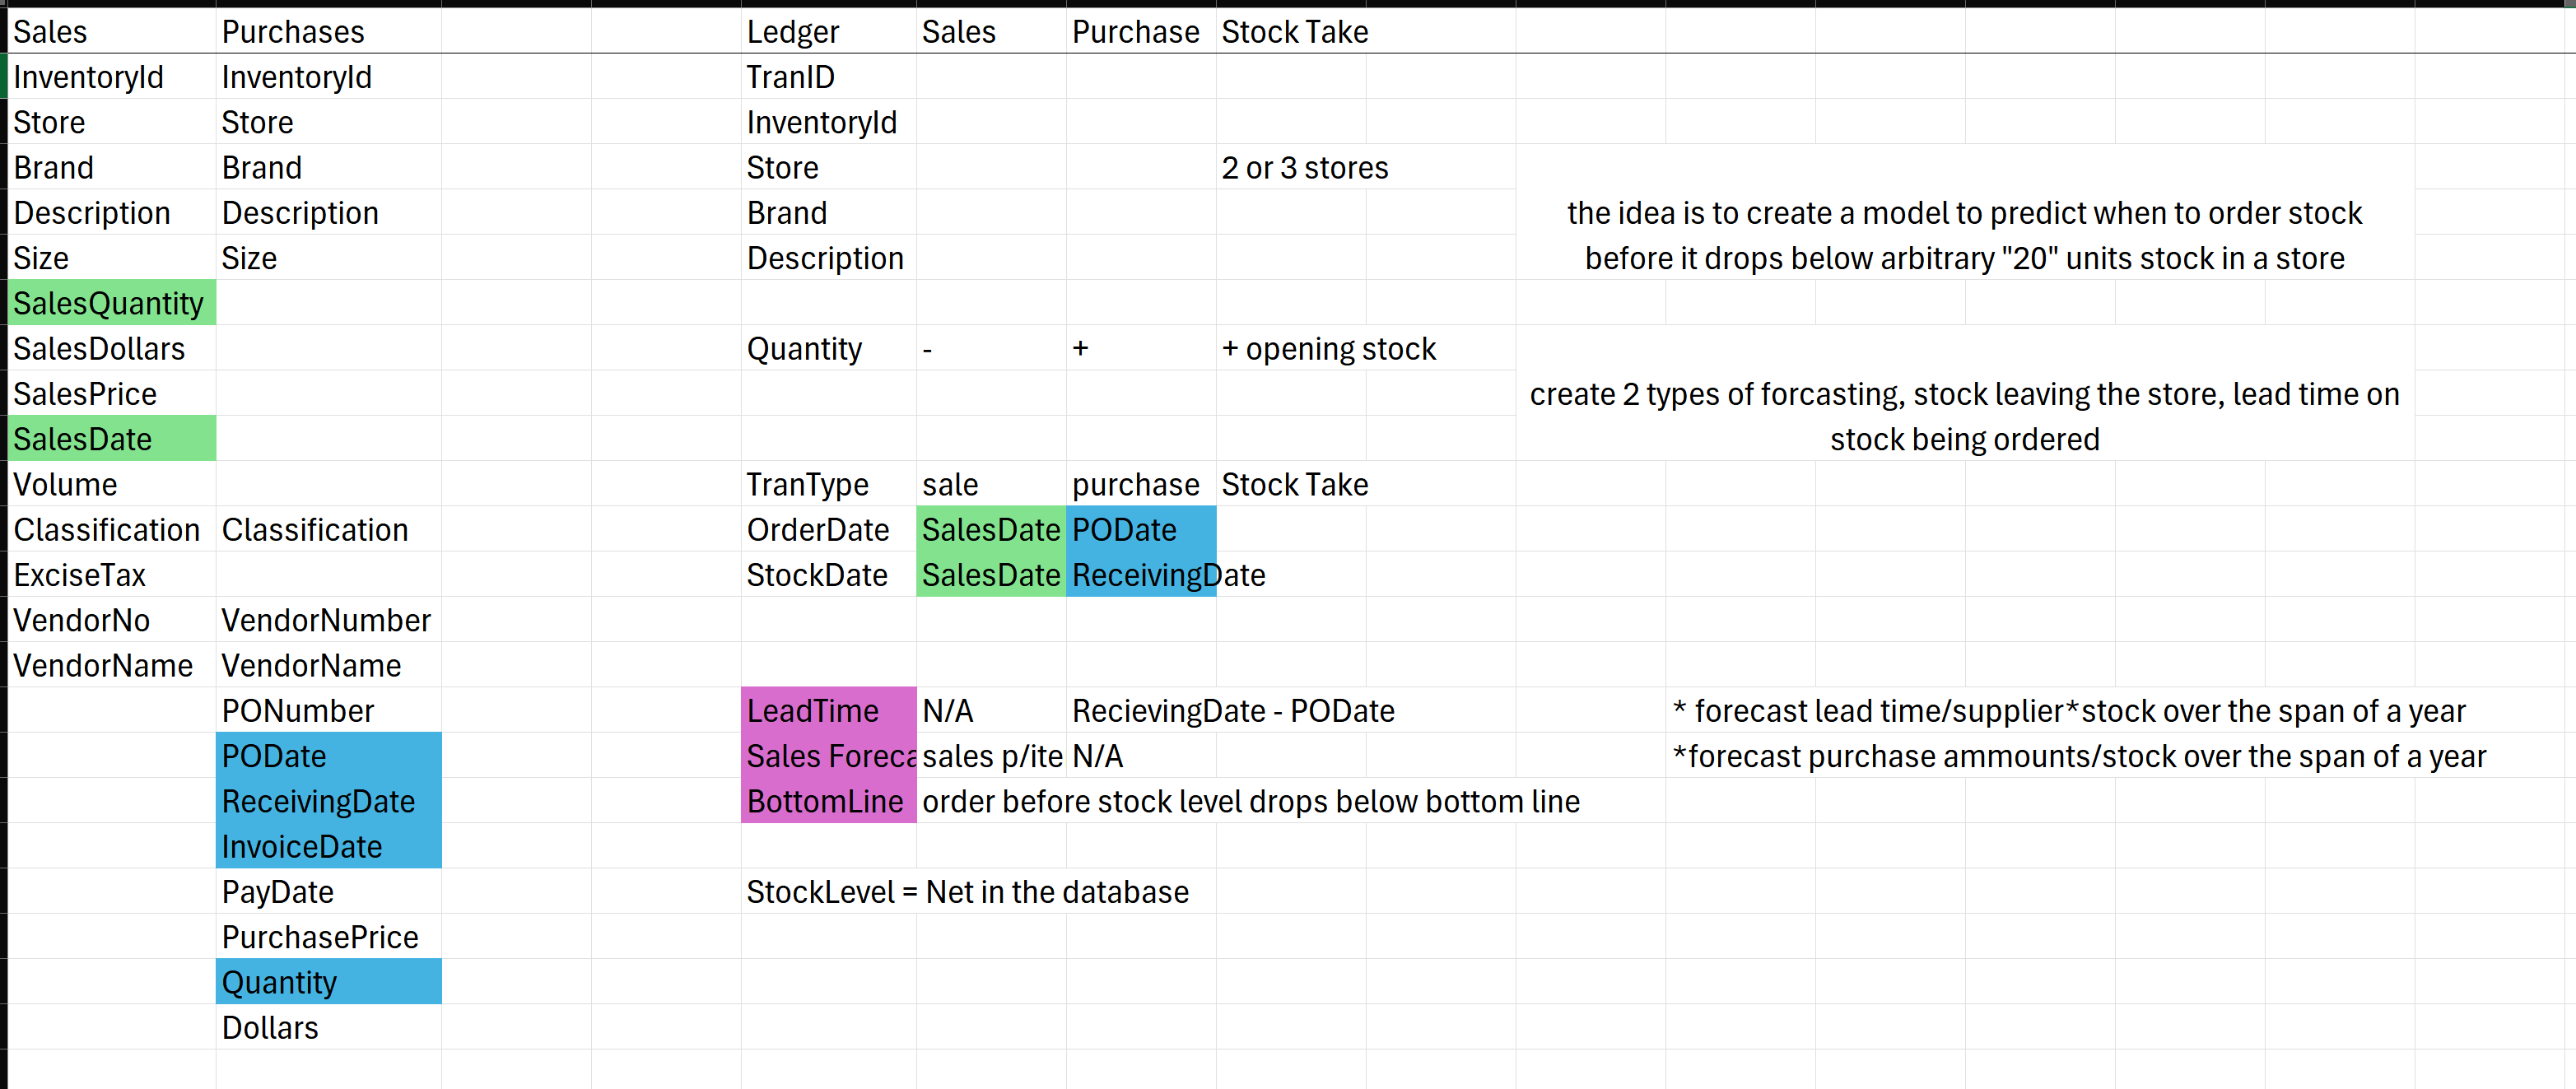 Sales Purchases Ledger Sales Purchase Stock Take
InventoryId InventoryId TranID
Store Store InventoryId
Brand Brand Store 2 or 3 stores
Description Description Brand the idea is to create a model to predict when to order stock
Size Size Description before it drops below arbitrary "20" units stock in a store
SalesQuantity
SalesDollars Quantity - + + opening stock
SalesPrice create 2 types of forcasting, stock leaving the store, lead time on
SalesDate stock being ordered
Volume TranType sale purchase Stock Take
Classification Classification OrderDate SalesDate PODate
ExciseTax StockDate SalesDate ReceivingDate
VendorNo VendorNumber
VendorName VendorName
PONumber LeadTime N/A RecievingDate - PODate * forecast lead time/supplier*stock over the span of a year
PODate Sales Foreca sales p/ite N/A *forecast purchase ammounts/stock over the span of a year
ReceivingDate BottomLine order before stock level drops below bottom line
InvoiceDate
PayDate StockLevel = Net in the database
PurchasePrice
Quantity
Dollars